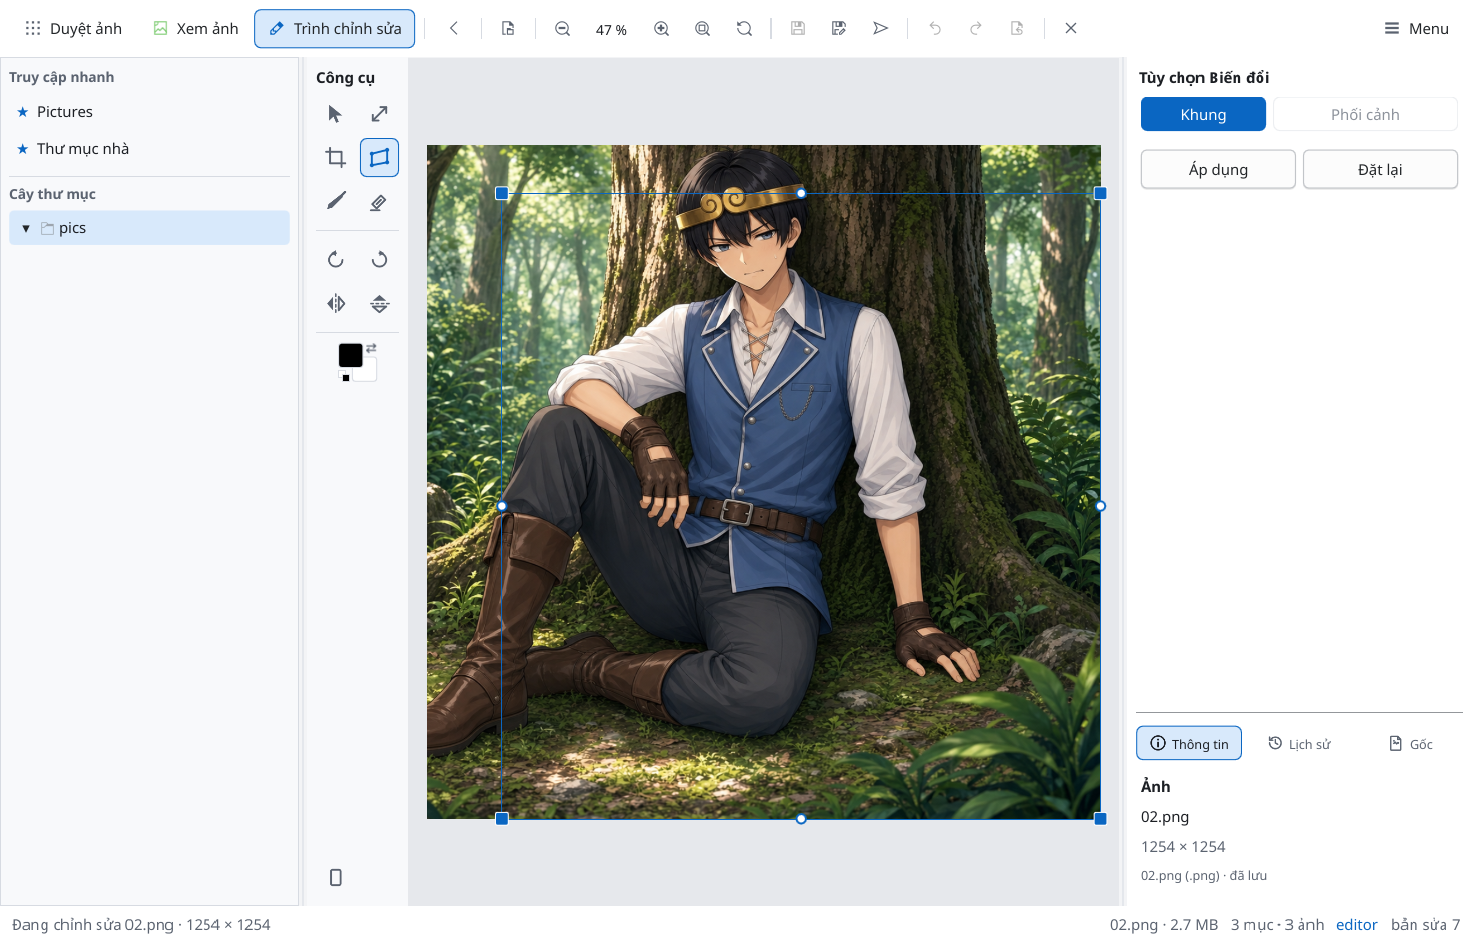 Duyệt ảnh Xem ảnh Trình chỉnh sửa 47 % Menu
Truy cập nhanh
Pictures
Thư mục nhà
Cây thư mục
pics
Công cụ
Tùy chọn Biến đổi
Khung Phối cảnh
Áp dụng Đặt lại
Thông tin Lịch sử Gốc
Ảnh
02.png
1254 × 1254
02.png (.png) · đã lưu
Đang chỉnh sửa 02.png · 1254 × 1254 02.png · 2.7 MB 3 mục · 3 ảnh editor bản sửa 7